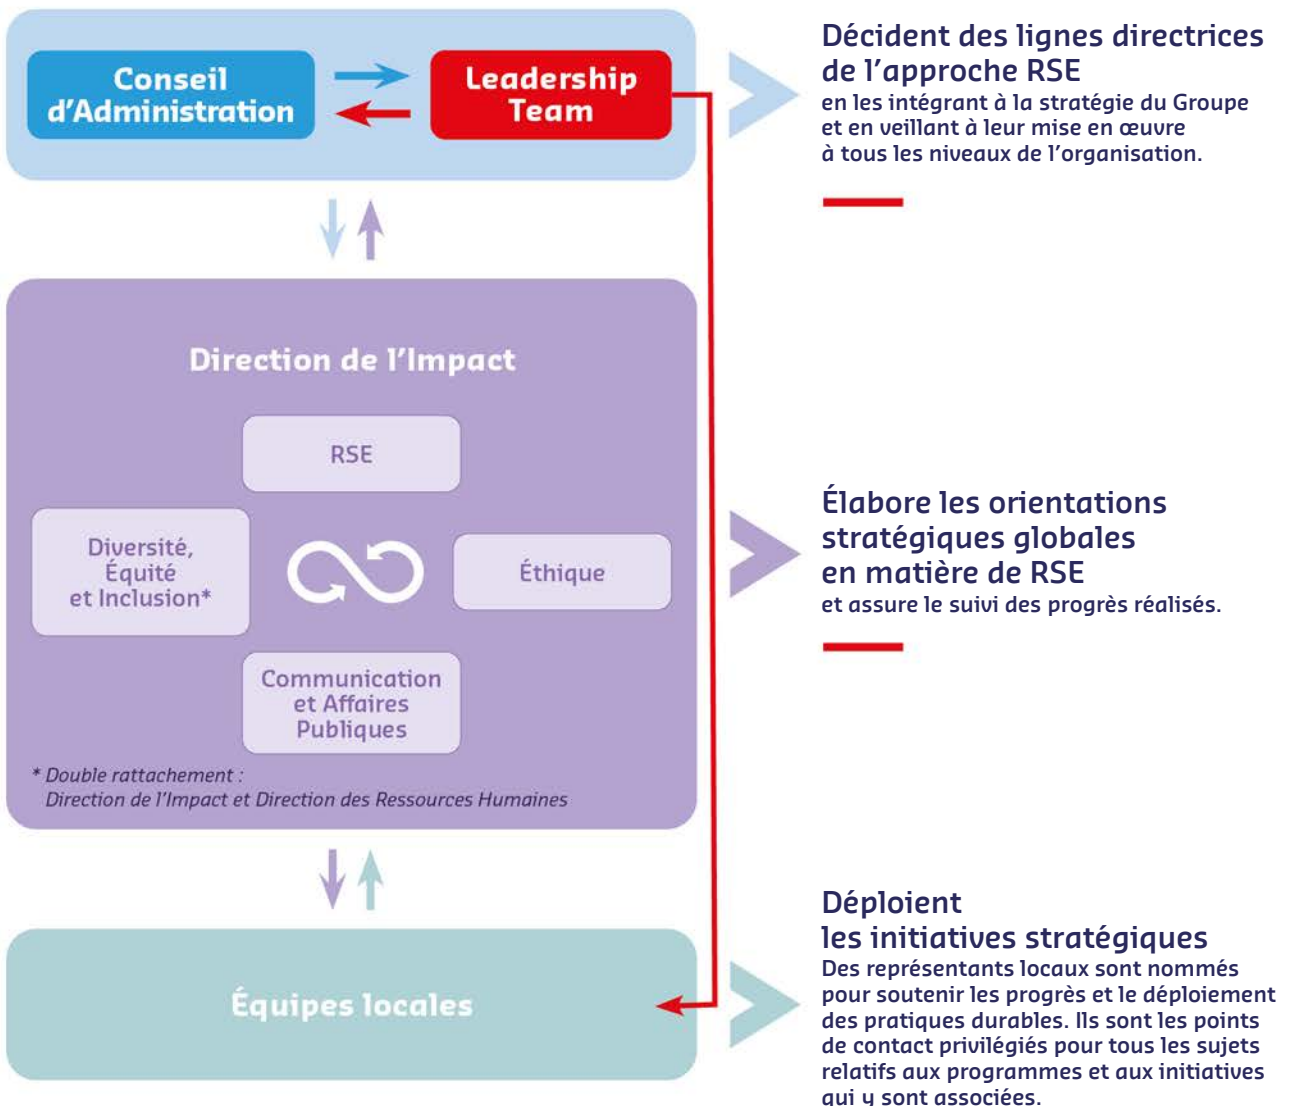 Conseil
d'Administration
Leadership
Team
Décident des lignes directrices
de l'approche RSE
en les intégrant à la stratégie du Groupe
et en veillant à leur mise en œuvre
à tous les niveaux de l'organisation.
Direction de l'Impact
RSE
Diversité,
Équité
et Inclusion*
Éthique
Communication
et Affaires
Publiques
* Double rattachement :
Direction de l'Impact et Direction des Ressources Humaines
Élabore les orientations
stratégiques globales
en matière de RSE
et assure le suivi des progrès réalisés.
Équipes locales
Déploient
les initiatives stratégiques
Des représentants locaux sont nommés
pour soutenir les progrès et le déploiement
des pratiques durables. Ils sont les points
de contact privilégiés pour tous les sujets
relatifs aux programmes et aux initiatives
qui y sont associées.